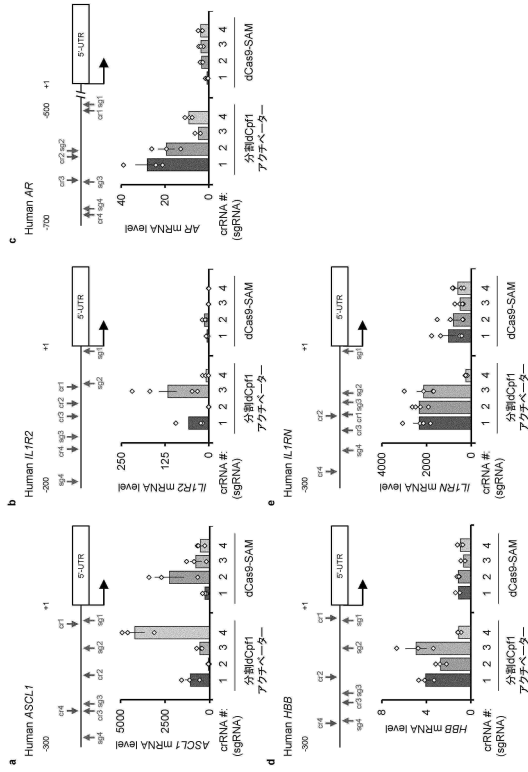 a
Human ASCL1
-300 +1
cr4 cr2 cr1
5'-UTR
sg4 cr3 sg3 sg2 sg1
ASCL1 mRNA level
5000
2500
0
crRNA #: 1 2 3 4 1 2 3 4
(sgRNA) 分割dCpf1 dCas9-SAM
アクチベーター
b
Human IL1R2
-200 +1
5'-UTR
sg4 cr4 sg3 cr3 cr2 cr1 sg2 sg1
IL1R2 mRNA level
250
125
0
crRNA #: 1 2 3 4 1 2 3 4
(sgRNA) 分割dCpf1 dCas9-SAM
アクチベーター
c
Human AR
-700 -500 +1
cr3 cr2 sg2
5'-UTR
cr4 sg4 sg3 cr1 sg1
AR mRNA level
40
20
0
crRNA #: 1 2 3 4 1 2 3 4
(sgRNA) 分割dCpf1 dCas9-SAM
アクチベーター
d
Human HBB
-300 +1
cr4 cr2 cr1
5'-UTR
sg4 sg3 cr3 sg2 sg1
HBB mRNA level
8
4
0
crRNA #: 1 2 3 4 1 2 3 4
(sgRNA) 分割dCpf1 dCas9-SAM
アクチベーター
e
Human IL1RN
-300 +1
cr4 cr2
5'-UTR
sg4 cr3 cr1 sg3 sg2 sg1
IL1RN mRNA level
4000
2000
0
crRNA #: 1 2 3 4 1 2 3 4
(sgRNA) 分割dCpf1 dCas9-SAM
アクチベーター